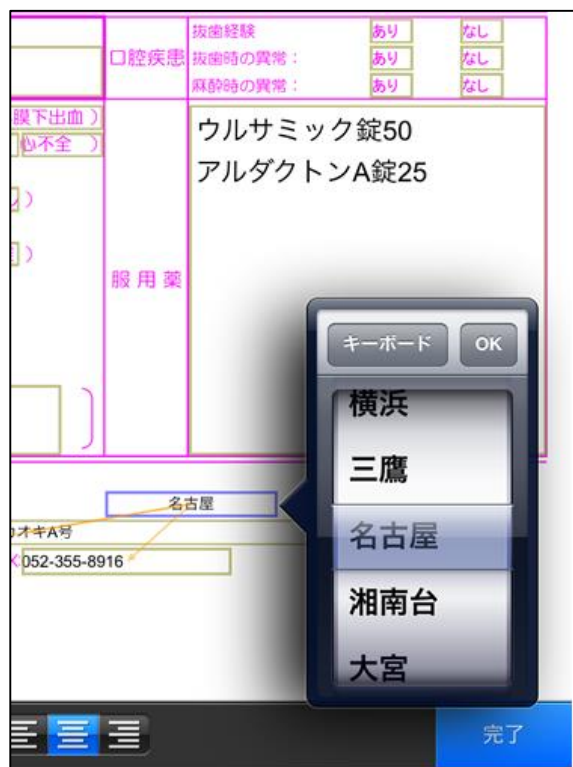 抜歯経験 あり なし
口腔疾患 抜歯時の異常： あり なし
麻酔時の異常： あり なし
膜下出血 ）
心不全 ）
）
）
服 用 薬
ウルサミック錠50
アルダクトンA錠25
キーボード OK
横浜
三鷹
名古屋
湘南台
大宮
名古屋
オキA号
052-355-8916
完了